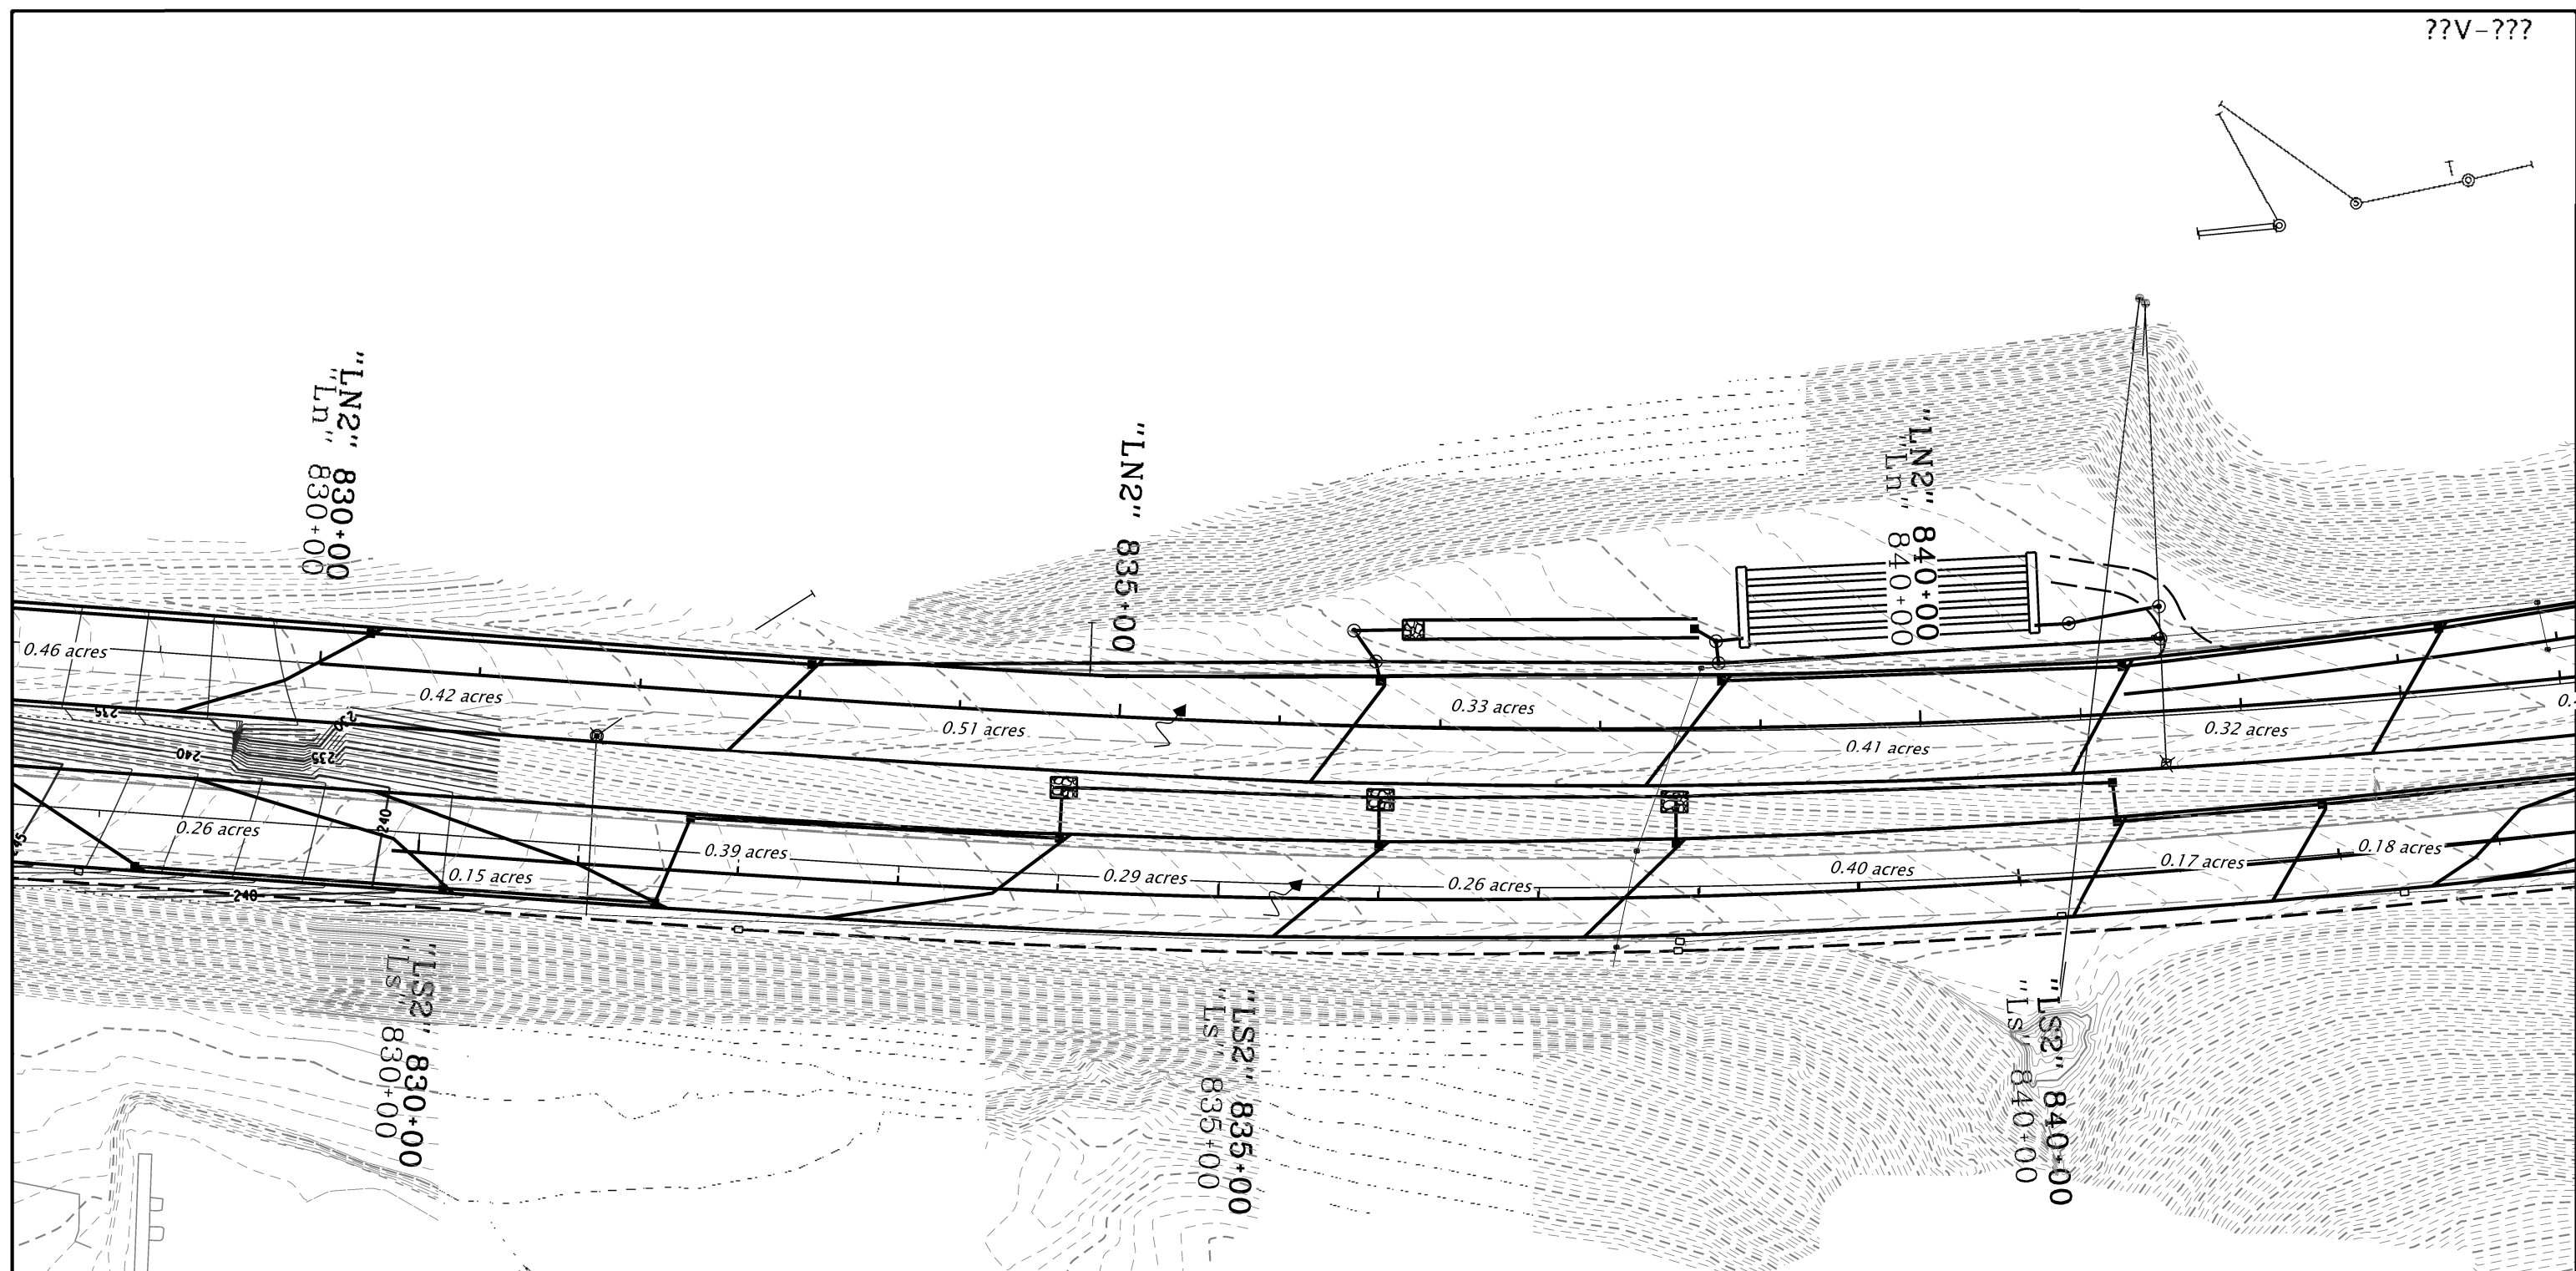 ??V-???
T
"LN2" 830+00
"Ln" 830+00
"LN2" 835+00
"LN2" 840+00
"Ln" 840+00
0.46 acres
0.42 acres
0.51 acres
0.33 acres
0.41 acres
0.32 acres
235
230
240
235
0.26 acres
240
0.15 acres
0.39 acres
0.29 acres
0.26 acres
0.40 acres
0.17 acres
0.18 acres
240
"LS2" 830+00
"Ls" 830+00
"LS2" 835+00
"Ls" 835+00
"LS2" 840+00
"Ls" 840+00